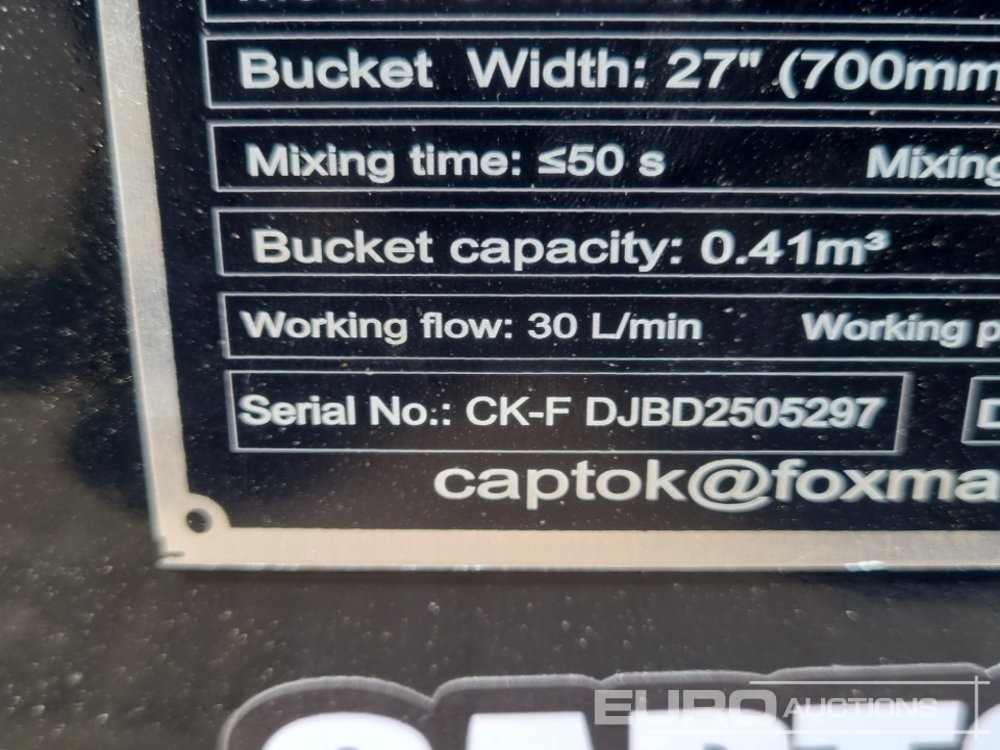 Bucket Width: 27" (700mm
Mixing time: ≤50 s Mixing
Bucket capacity: 0.41m³
Working flow: 30 L/min Working p
Serial No.: CK-F DJBD2505297 D
captok@foxma
EURO AUCTIONS